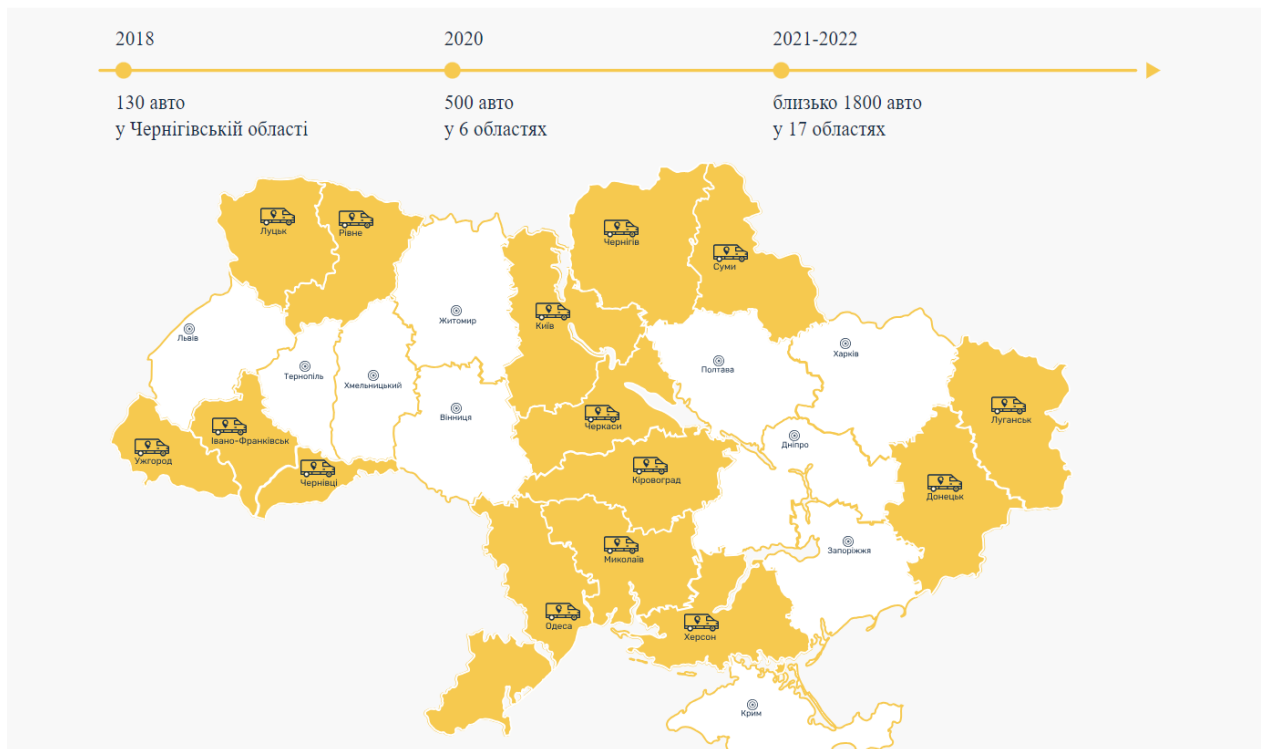 2018
2020
2021-2022
130 авто
у Чернігівській області
500 авто
у 6 областях
близько 1800 авто
у 17 областях
Луцьк
Рівне
Чернігів
Суми
Житомир
Київ
Львів
Харків
Полтава
Тернопіль
Хмельницький
Вінниця
Черкаси
Луганськ
Івано-Франківськ
Дніпро
Ужгород
Чернівці
Кіровоград
Донецьк
Запоріжжя
Миколаїв
Одеса
Херсон
Крим